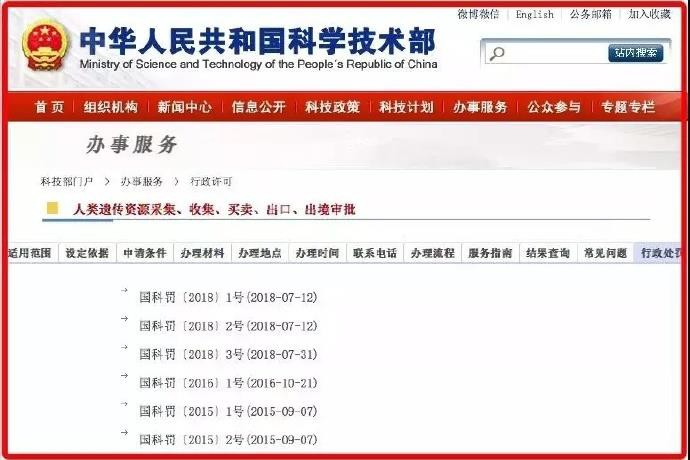 微博微信 | English | 公务邮箱 | 加入收藏
中华人民共和国科学技术部
Ministry of Science and Technology of the People's Republic of China
站内搜索
首 页 组织机构 新闻中心 信息公开 科技政策 科技计划 办事服务 公众参与 专题专栏
办事服务
科技部门户 > 办事服务 > 行政许可
人类遗传资源采集、收集、买卖、出口、出境审批
适用范围 设定依据 申请条件 办理材料 办理地点 办理时间 联系电话 办理流程 服务指南 结果查询 常见问题 行政处罚
国科罚〔2018〕1号(2018-07-12)
国科罚〔2018〕2号(2018-07-12)
国科罚〔2018〕3号(2018-07-31)
国科罚〔2016〕1号(2016-10-21)
国科罚〔2015〕1号(2015-09-07)
国科罚〔2015〕2号(2015-09-07)